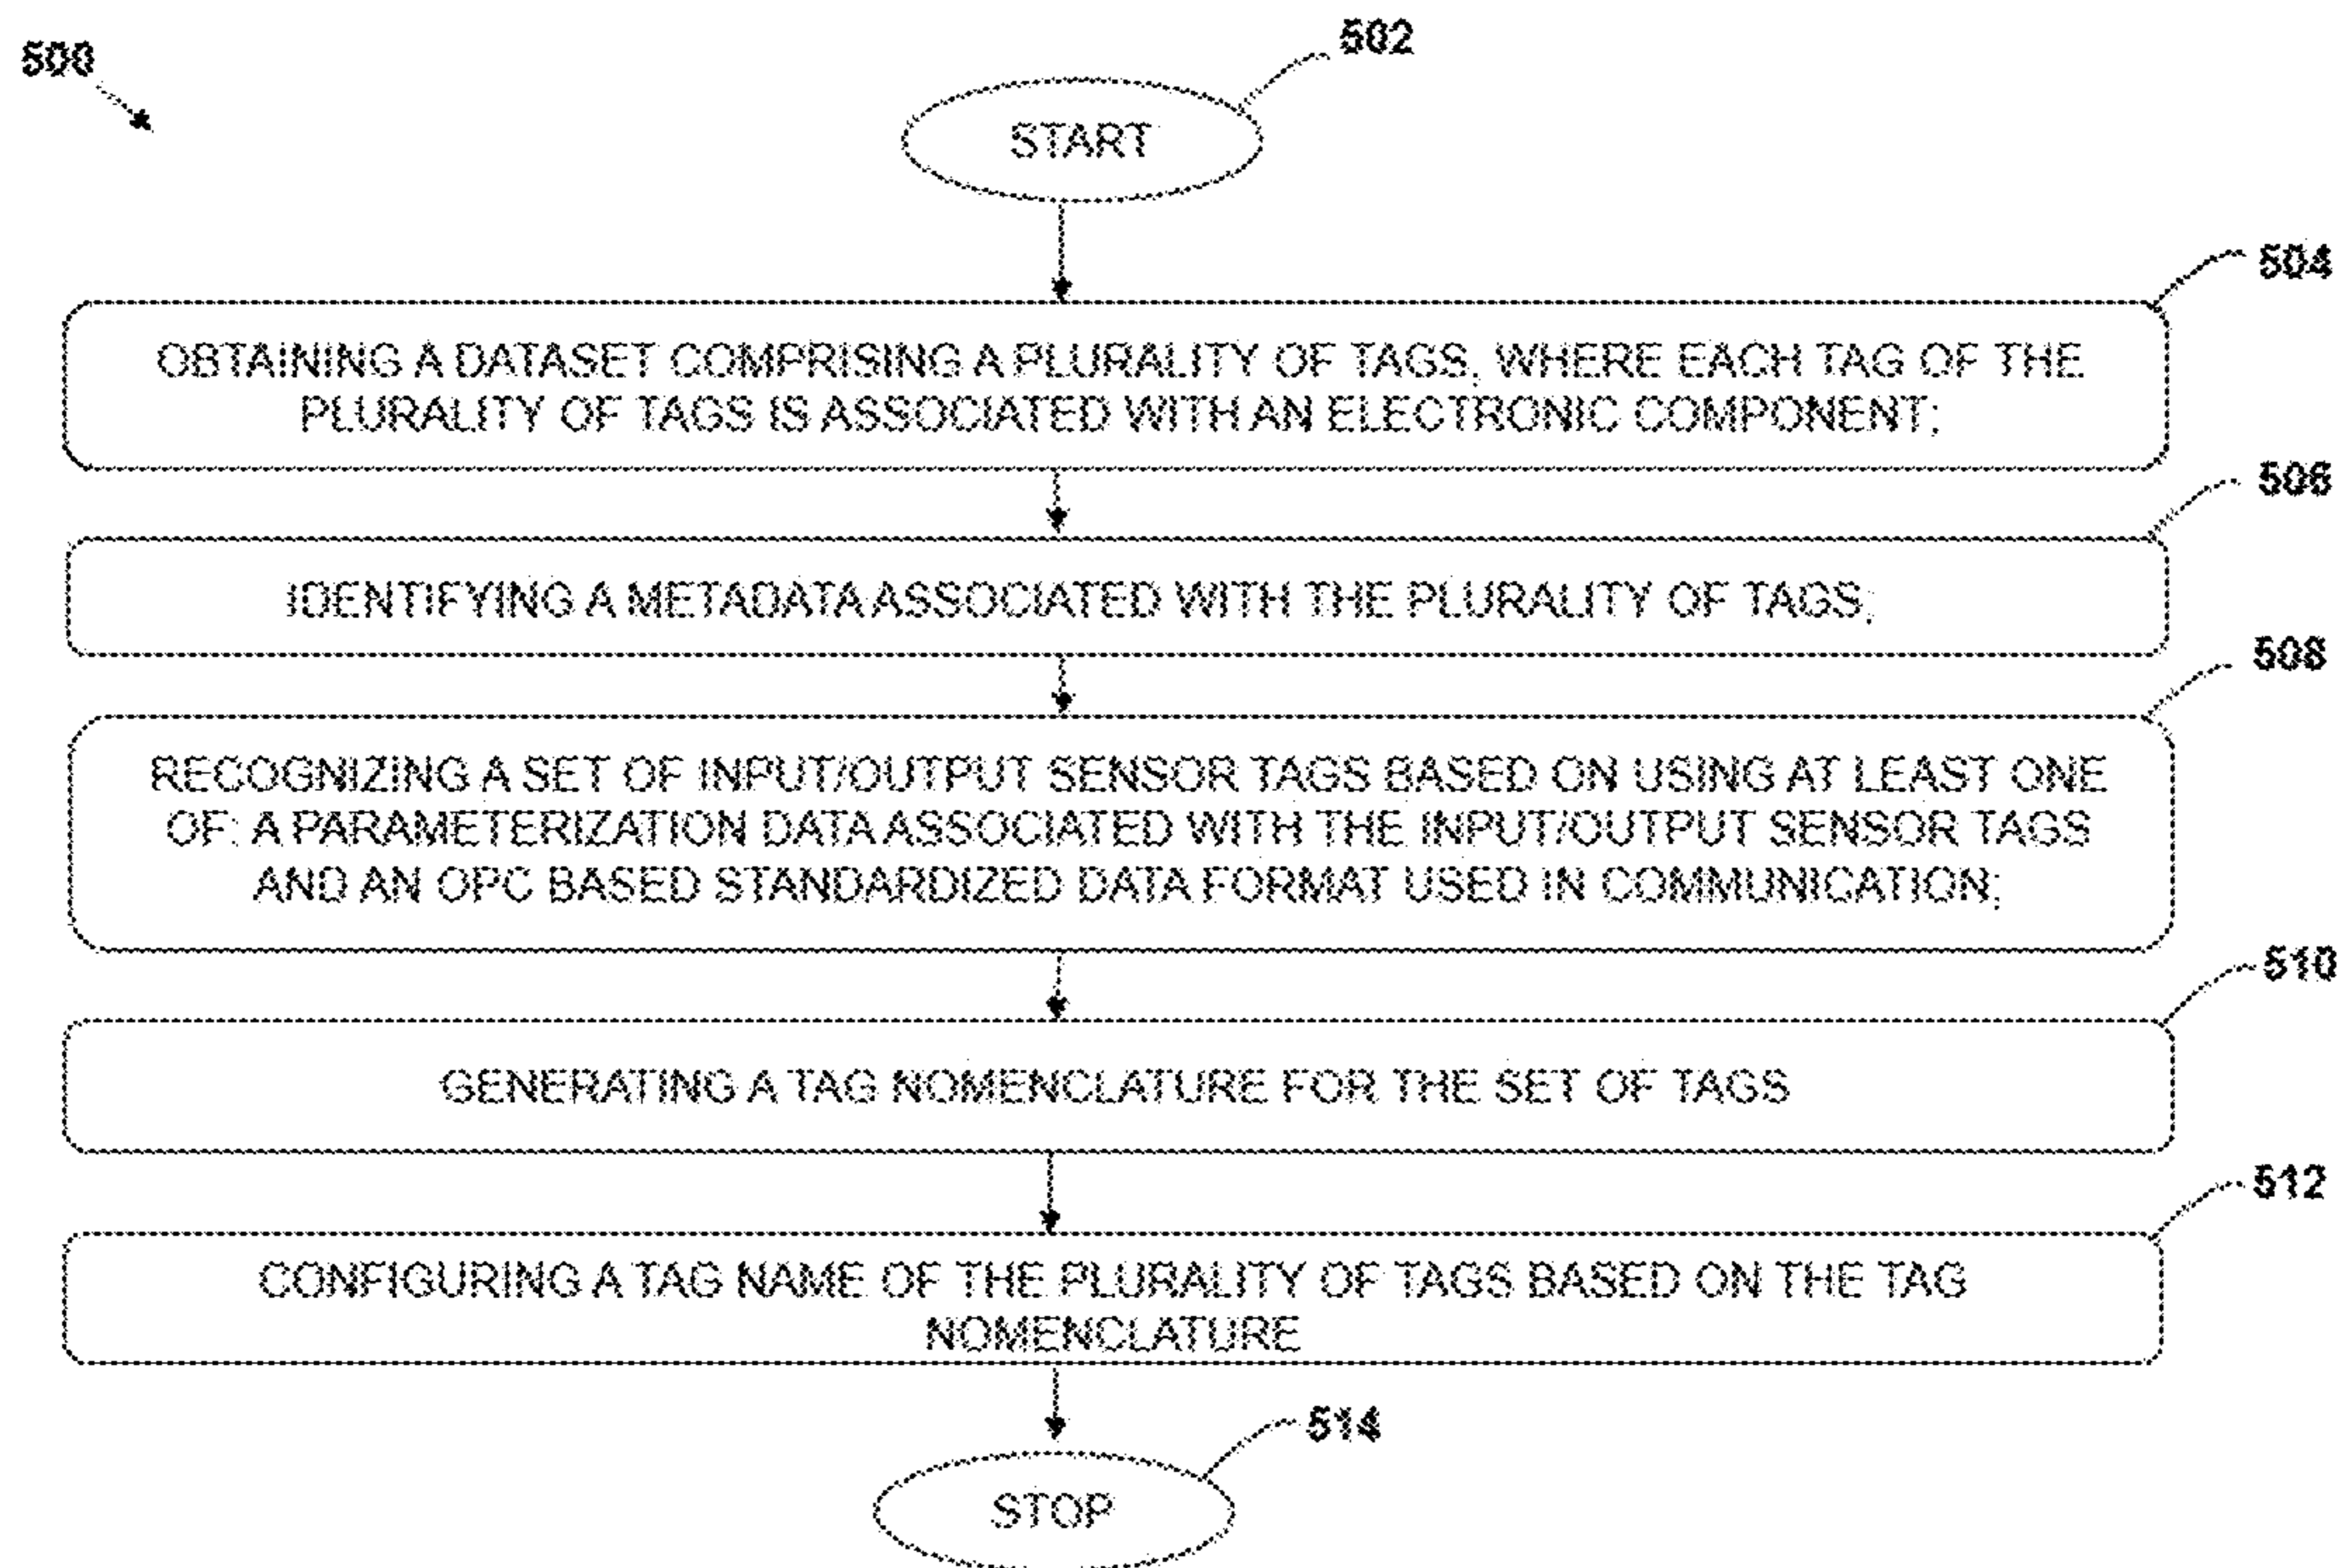 500
502
START
504
OBTAINING A DATASET COMPRISING A PLURALITY OF TAGS, WHERE EACH TAG OF THE
PLURALITY OF TAGS IS ASSOCIATED WITH AN ELECTRONIC COMPONENT;
506
IDENTIFYING A METADATA ASSOCIATED WITH THE PLURALITY OF TAGS;
508
RECOGNIZING A SET OF INPUT/OUTPUT SENSOR TAGS BASED ON USING AT LEAST ONE
OF: A PARAMETERIZATION DATA ASSOCIATED WITH THE INPUT/OUTPUT SENSOR TAGS
AND AN OPC BASED STANDARDIZED DATA FORMAT USED IN COMMUNICATION;
510
GENERATING A TAG NOMENCLATURE FOR THE SET OF TAGS
512
CONFIGURING A TAG NAME OF THE PLURALITY OF TAGS BASED ON THE TAG
NOMENCLATURE
514
STOP